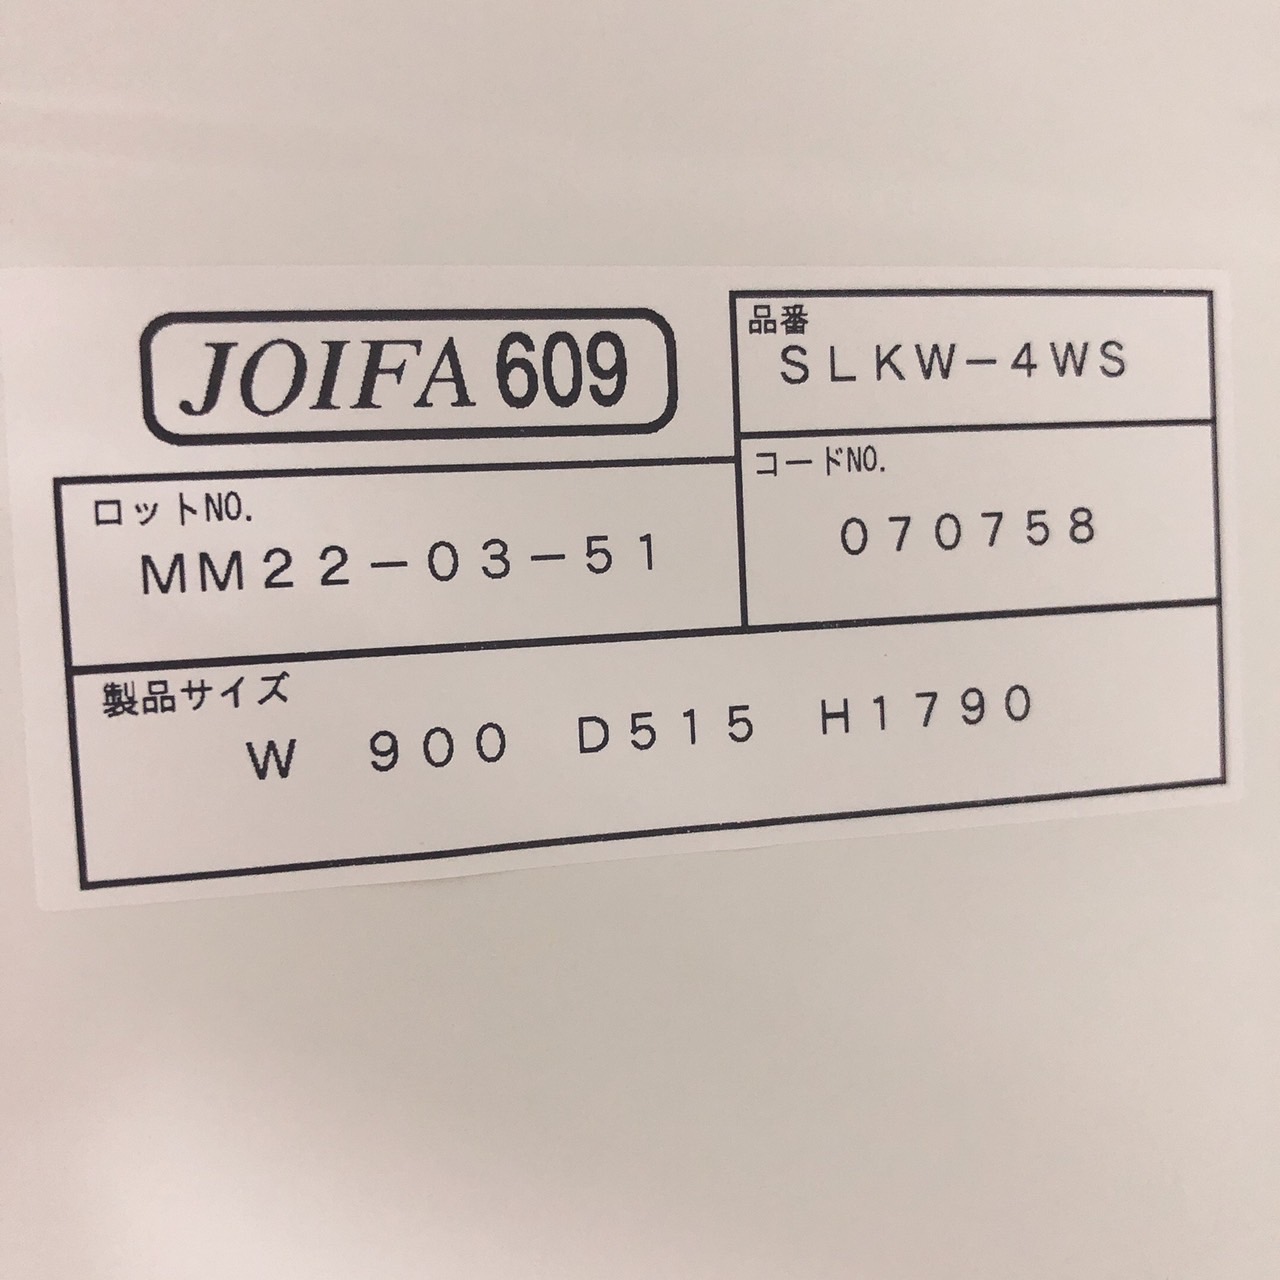 JOIFA 609
品番
SLKW-4WS
コードNO.
070758
ロットNO.
MM22-03-51
製品サイズ
W 900 D515 H1790